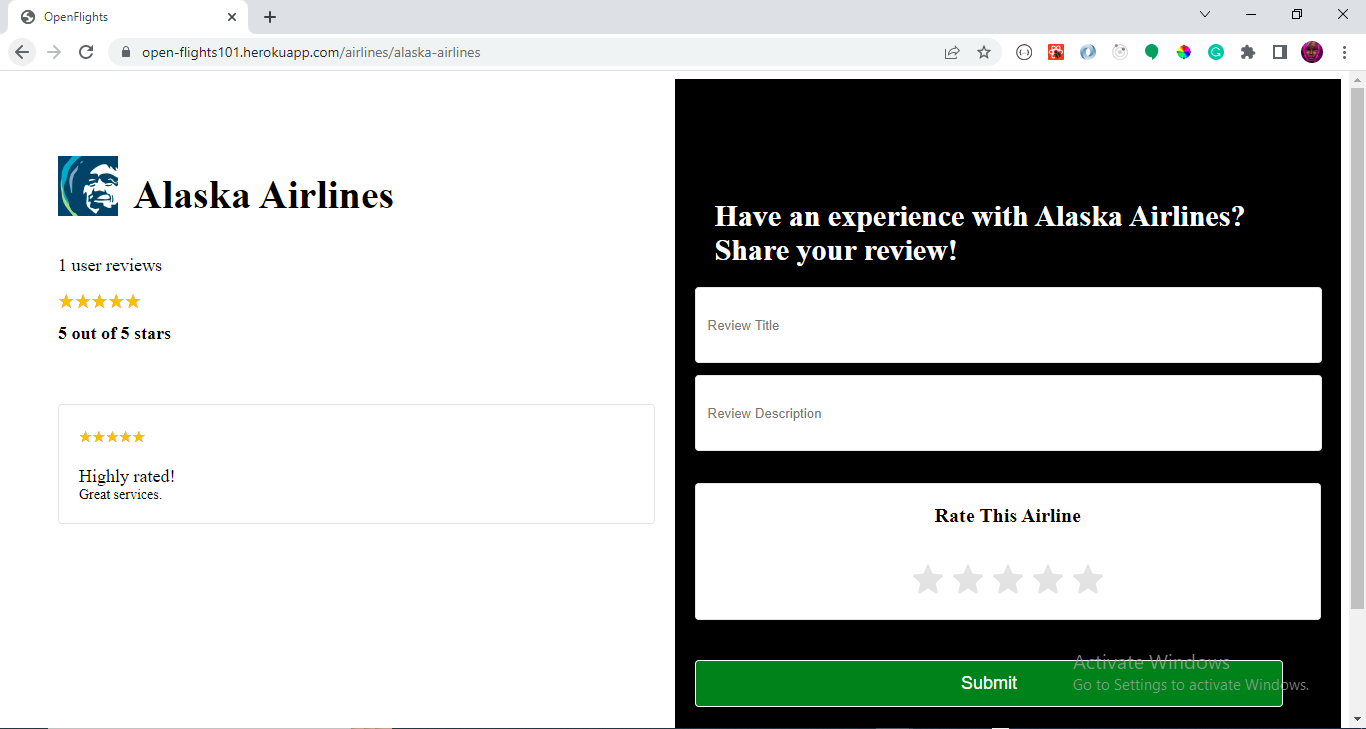 OpenFlights
open-flights101.herokuapp.com/airlines/alaska-airlines
Alaska Airlines
1 user reviews
5 out of 5 stars
Highly rated!
Great services.
Have an experience with Alaska Airlines?
Share your review!
Review Title
Review Description
Rate This Airline
Submit
Activate Windows
Go to Settings to activate Windows.